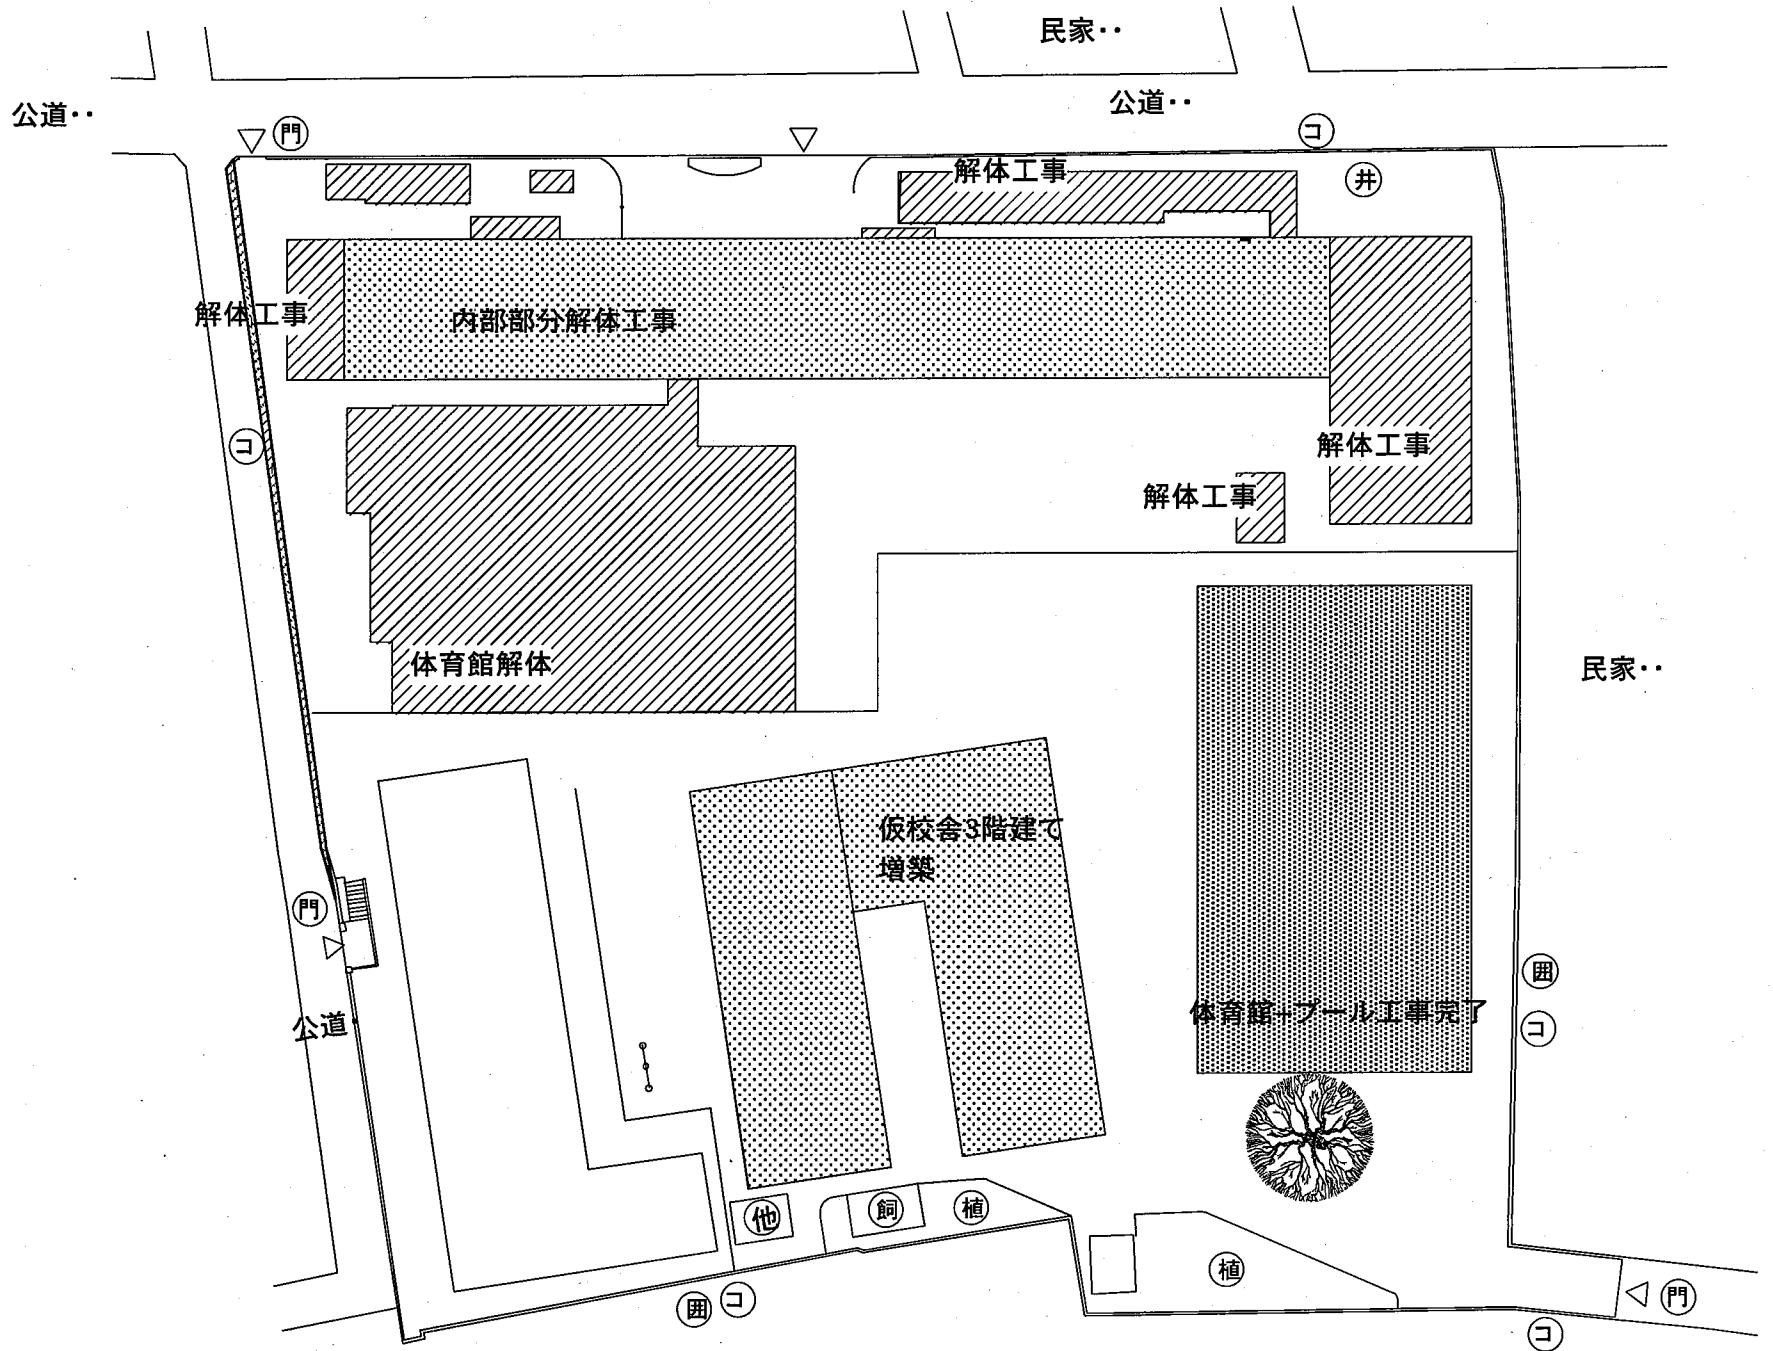 民家‥
公道‥
公道‥
門
コ
井
解体工事
解体工事
内部部分解体工事
コ
解体工事
解体工事
体育館解体
民家‥
仮校舎3階建て
増築
門
囲
体育館+プール工事完了
コ
公道
他
飼
植
植
囲
コ
門
コ